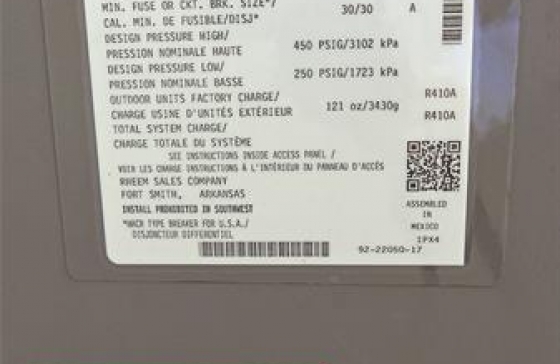 MIN. FUSE OR CKT. BRK. SIZE*/ 30/30 A
CAL. MIN. DE FUSIBLE/DISJ*
DESIGN PRESSURE HIGH/
PRESSION NOMINALE HAUTE 450 PSIG/3102 kPa
DESIGN PRESSURE LOW/
PRESSION NOMINALE BASSE 250 PSIG/1723 kPa
OUTDOOR UNITS FACTORY CHARGE/ R410A
CHARGE USINE D'UNITÉS EXTÉRIEUR 121 oz/3430g R410A
TOTAL SYSTEM CHARGE/
CHARGE TOTALE DU SYSTÈME
SEE INSTRUCTIONS INSIDE ACCESS PANEL /
VOIR LES CHARGE INSTRUCTIONS À L'INTÉRIEUR DU PANNEAU D'ACCÈS
RHEEM SALES COMPANY
FORT SMITH, ARKANSAS
INSTALL PROHIBITED IN SOUTHWEST
*HACR TYPE BREAKER FOR U.S.A./
DISJONCTEUR DIFFERENTIEL
ASSEMBLED
IN
MEXICO
IPX4
92-22050-17